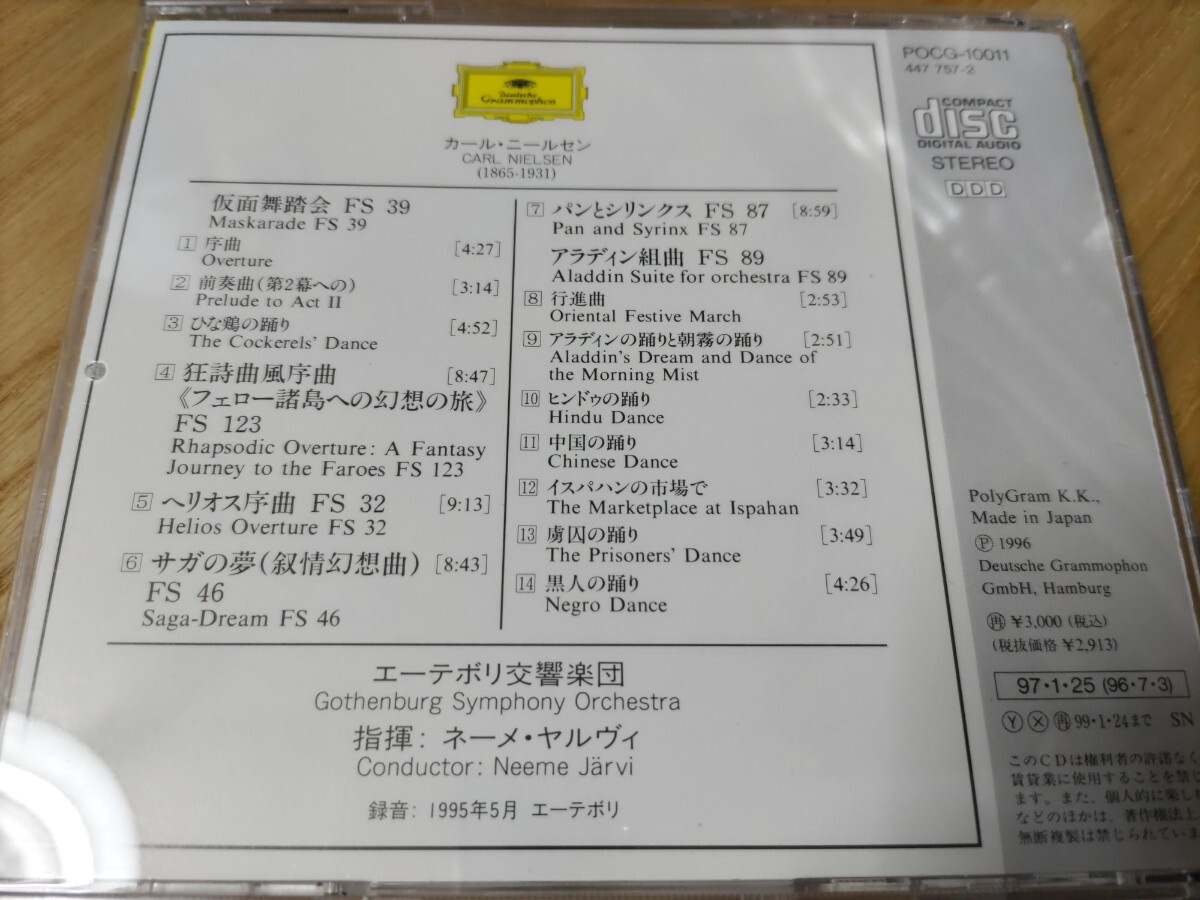 Deutsche
Grammophon
カール・ニールセン
CARL NIELSEN
(1865-1931)
仮面舞踏会 FS 39
Maskarade FS 39
1 序曲 [4:27]
Overture
2 前奏曲(第2幕への) [3:14]
Prelude to Act II
3 ひな鶏の踊り [4:52]
The Cockerels' Dance
4 狂詩曲風序曲 [8:47]
《フェロー諸島への幻想の旅》
FS 123
Rhapsodic Overture: A Fantasy
Journey to the Faroes FS 123
5 ヘリオス序曲 FS 32 [9:13]
Helios Overture FS 32
6 サガの夢(叙情幻想曲) [8:43]
FS 46
Saga-Dream FS 46
7 パンとシリンクス FS 87 [8:59]
Pan and Syrinx FS 87
アラディン組曲 FS 89
Aladdin Suite for orchestra FS 89
8 行進曲 [2:53]
Oriental Festive March
9 アラディンの踊りと朝霧の踊り [2:51]
Aladdin's Dream and Dance of
the Morning Mist
10 ヒンドゥの踊り [2:33]
Hindu Dance
11 中国の踊り [3:14]
Chinese Dance
12 イスパハンの市場で [3:32]
The Marketplace at Ispahan
13 虜囚の踊り [3:49]
The Prisoners' Dance
14 黒人の踊り [4:26]
Negro Dance
エーテボリ交響楽団
Gothenburg Symphony Orchestra
指揮: ネーメ・ヤルヴィ
Conductor: Neeme Järvi
録音: 1995年5月 エーテボリ
POCG-10011
447 757-2
COMPACT
disc
DIGITAL AUDIO
STEREO
DDD
PolyGram K.K.,
Made in Japan
Ⓟ 1996
Deutsche Grammophon
GmbH, Hamburg
再 ¥3,000 (税込)
(税抜価格 ¥2,913)
97・1・25 (96・7・3)
Ⓨ Ⓧ 再 99・1・24まで SN
このCDは権利者の許諾なく
賃貸業に使用することを禁じ
ます。また、個人的に楽し
などのほかは、著作権法上
無断複製は禁じられていま